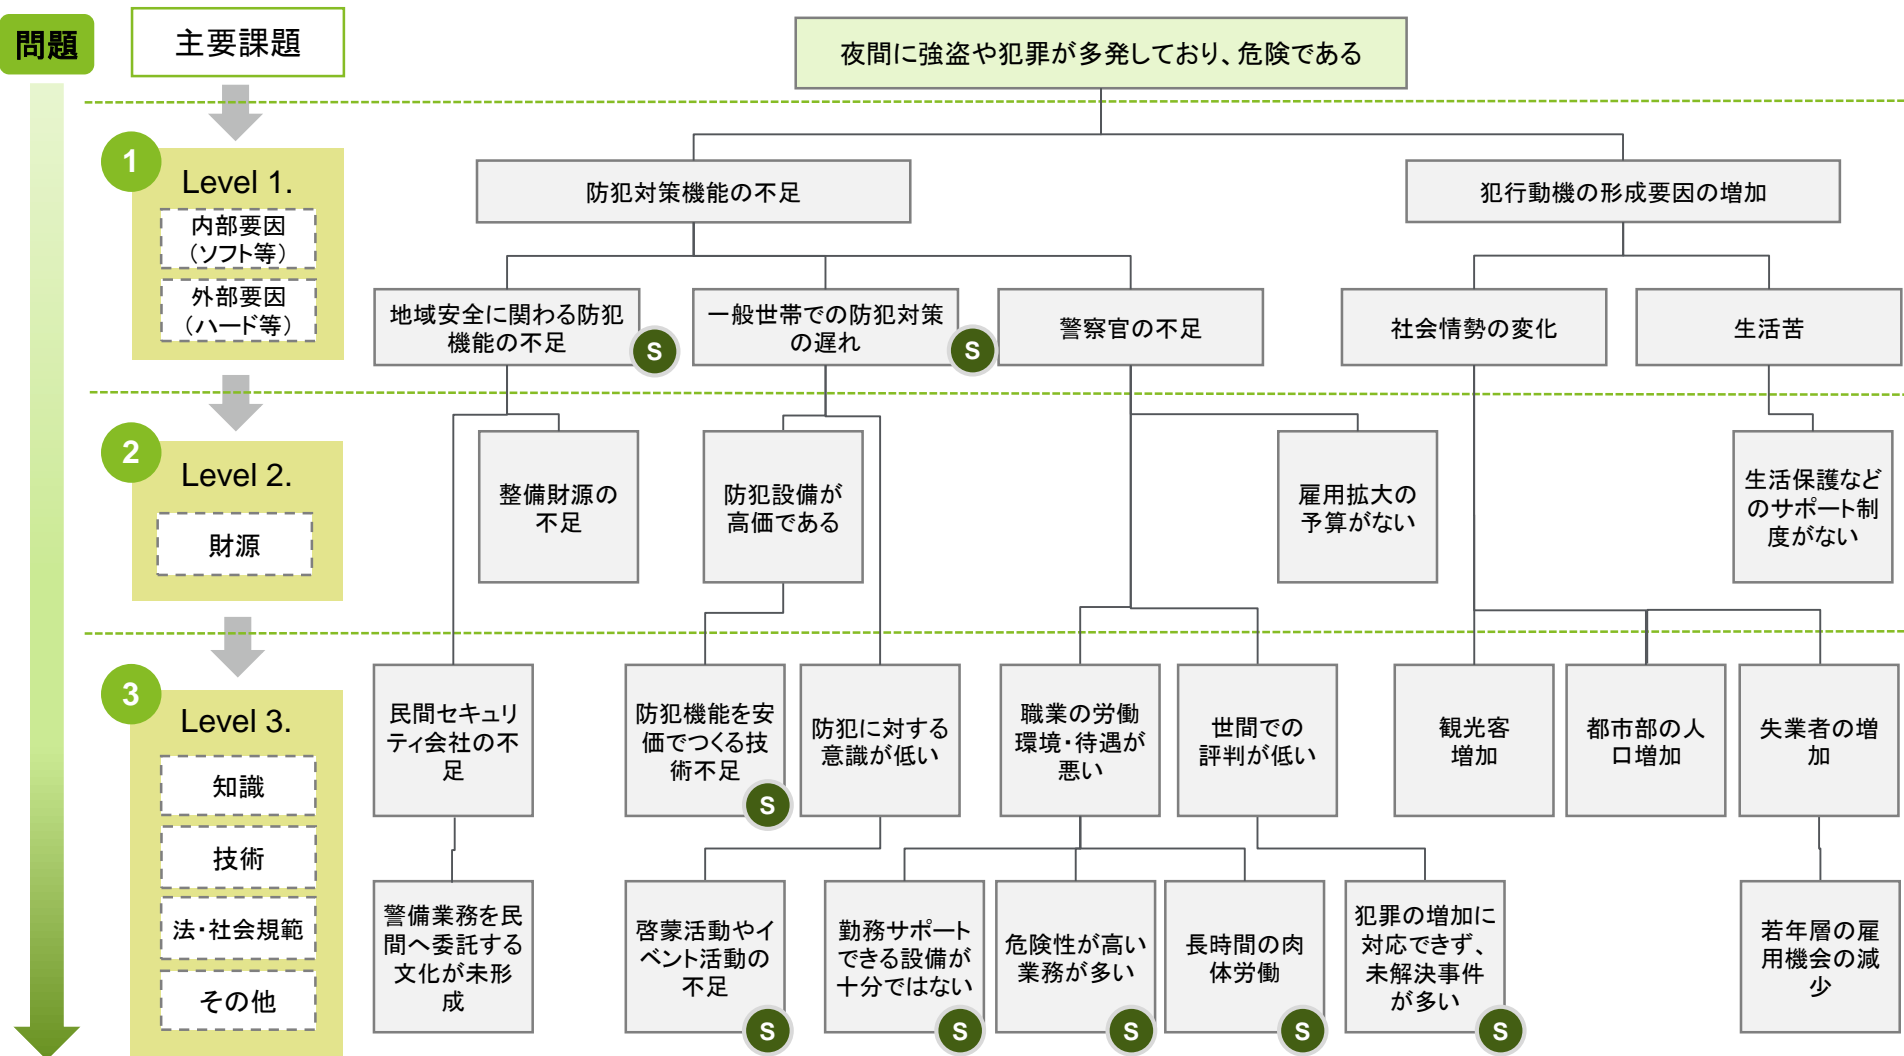 問題
主要課題
夜間に強盗や犯罪が多発しており、危険である
1
Level 1.
内部要因
(ソフト等)
外部要因
(ハード等)
防犯対策機能の不足
犯行動機の形成要因の増加
地域安全に関わる防犯
機能の不足
S
一般世帯での防犯対策
の遅れ
S
警察官の不足
社会情勢の変化
生活苦
2
Level 2.
財源
整備財源の
不足
防犯設備が
高価である
雇用拡大の
予算がない
生活保護など
のサポート制
度がない
3
Level 3.
知識
技術
法・社会規範
その他
民間セキュリ
ティ会社の不
足
防犯機能を安
価でつくる技
術不足
S
防犯に対する
意識が低い
職業の労働
環境・待遇が
悪い
世間での
評判が低い
観光客
増加
都市部の人
口増加
失業者の増
加
警備業務を民
間へ委託する
文化が未形
成
啓蒙活動やイ
ベント活動の
不足
S
勤務サポート
できる設備が
十分ではない
S
危険性が高い
業務が多い
S
長時間の肉
体労働
S
犯罪の増加に
対応できず、
未解決事件
が多い
S
若年層の雇
用機会の減
少